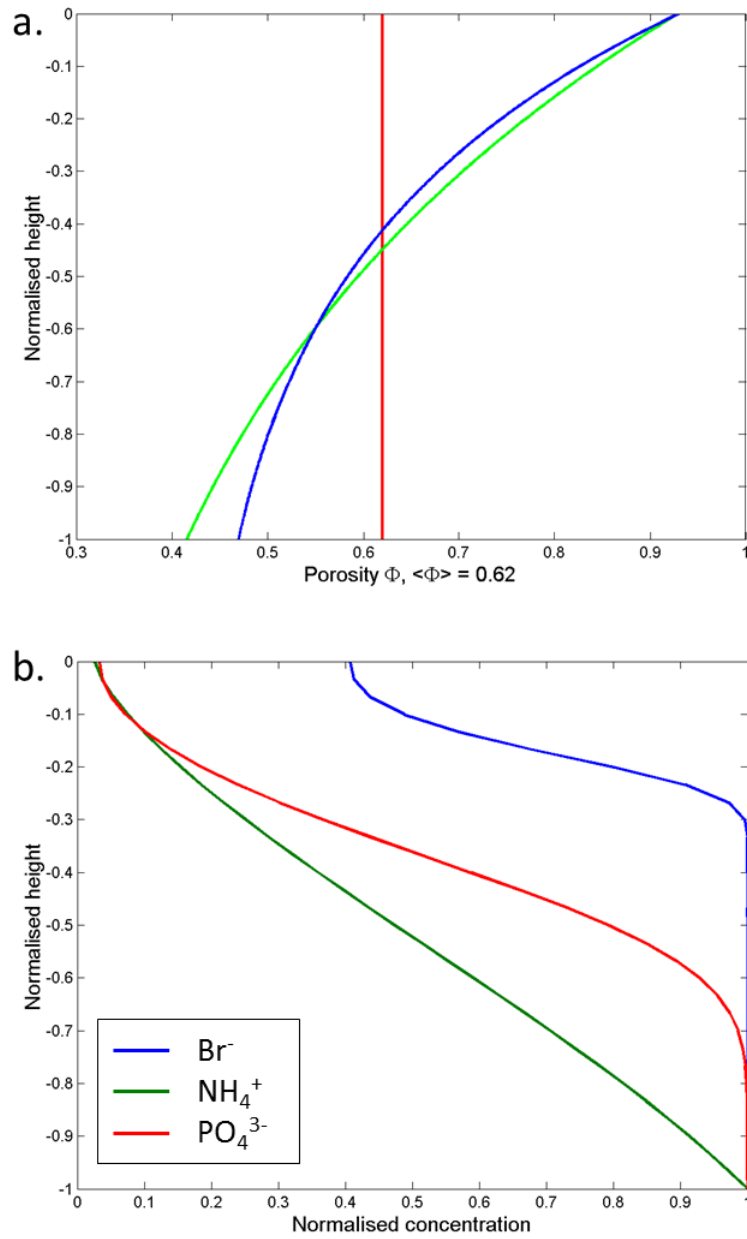 a.
0
-0.1
-0.2
-0.3
-0.4
-0.5
-0.6
-0.7
-0.8
-0.9
-1
Normalised height
0.3 0.4 0.5 0.6 0.7 0.8 0.9 1
Porosity Φ, <Φ> = 0.62
b.
0
-0.1
-0.2
-0.3
-0.4
-0.5
-0.6
-0.7
-0.8
-0.9
-1
Normalised height
Br⁻
NH₄⁺
PO₄³⁻
0 0.1 0.2 0.3 0.4 0.5 0.6 0.7 0.8 0.9 1
Normalised concentration